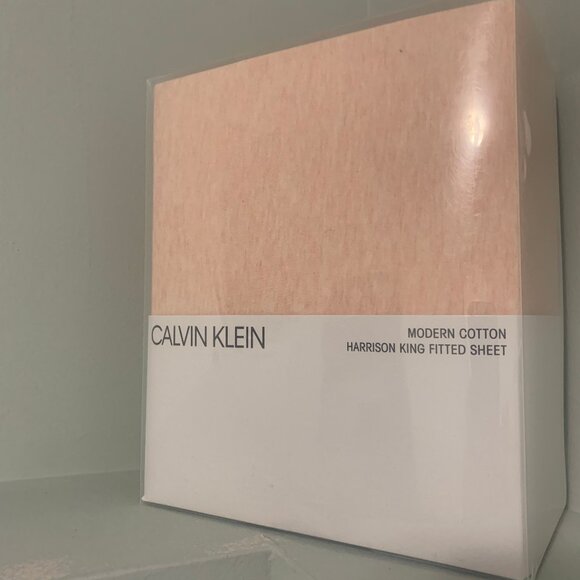 CALVIN KLEIN
MODERN COTTON
HARRISON KING FITTED SHEET